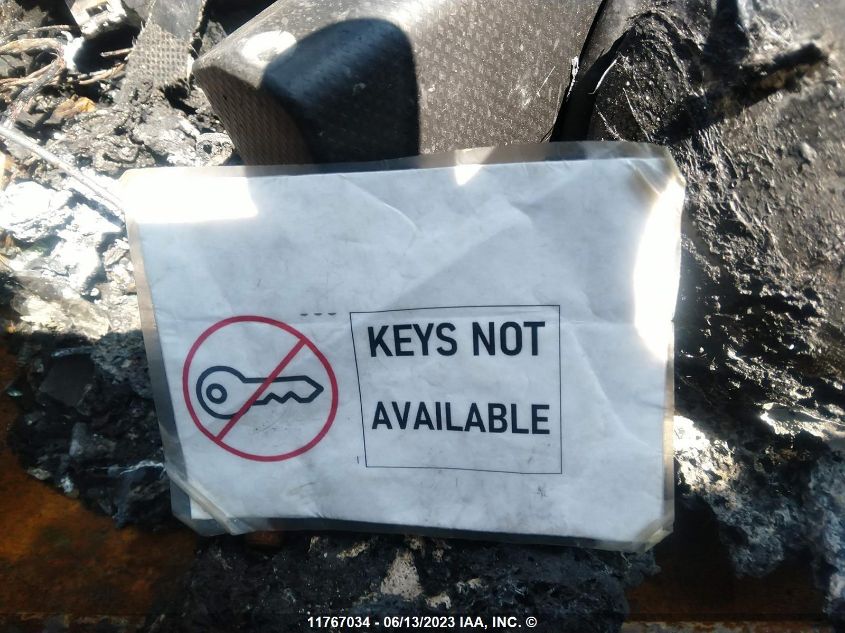 KEYS NOT
AVAILABLE
11767034 - 06/13/2023 IAA, INC. ©